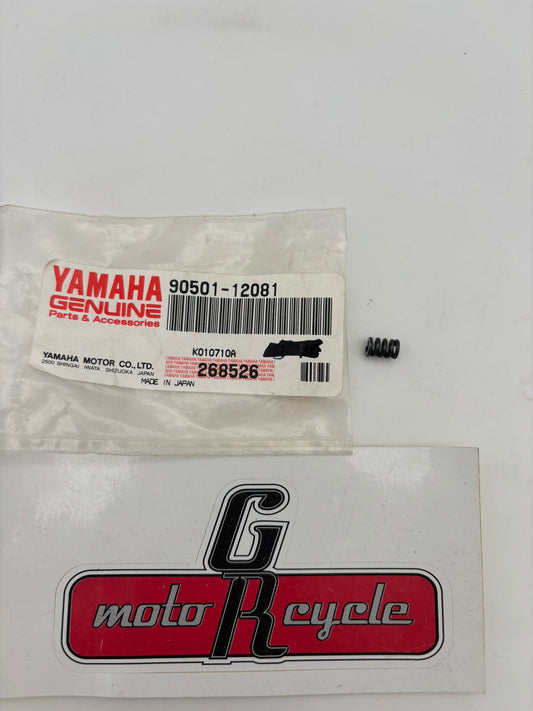 YAMAHA
GENUINE
Parts & Accessories
90501-12081
K010710A
YAMAHA MOTOR CO.,LTD.
2500 SHINGAI IWATA SHIZUOKA JAPAN
MADE IN JAPAN
268526
GR
moto cycle